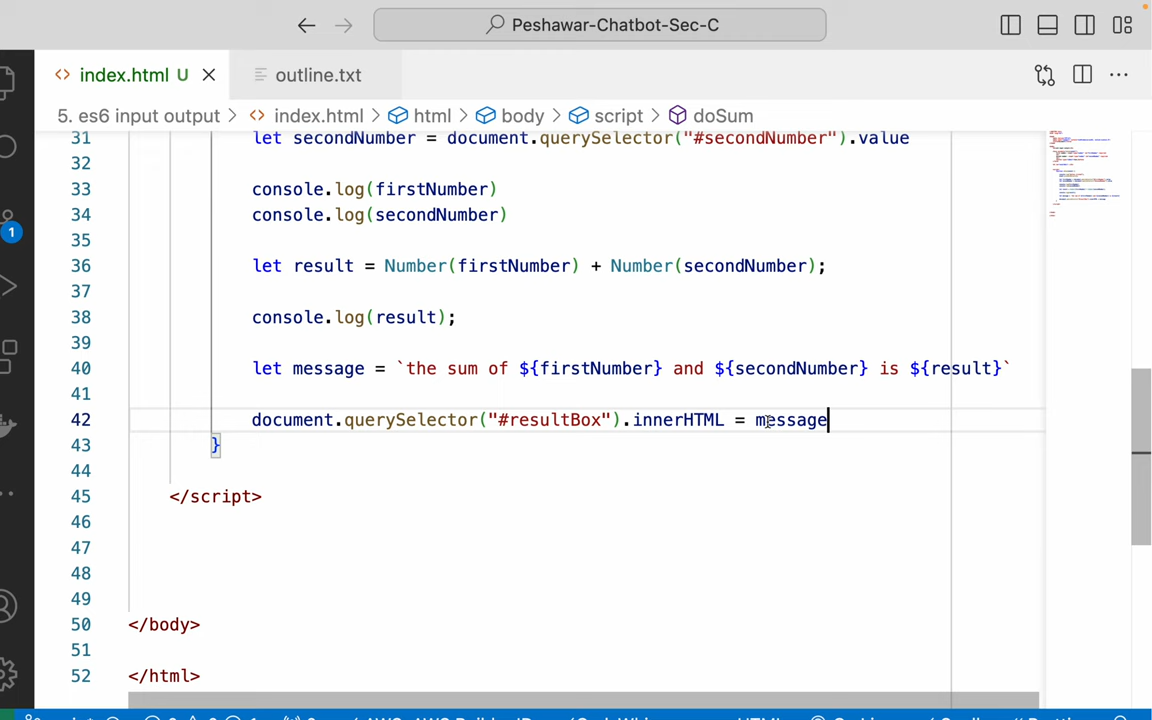 Peshawar-Chatbot-Sec-C
index.html U
outline.txt
5. es6 input output > index.html > html > body > script > doSum
31 let secondNumber = document.querySelector("#secondNumber").value
32
33 console.log(firstNumber)
34 console.log(secondNumber)
35
36 let result = Number(firstNumber) + Number(secondNumber);
37
38 console.log(result);
39
40 let message = `the sum of ${firstNumber} and ${secondNumber} is ${result}`
41
42 document.querySelector("#resultBox").innerHTML = message
43 }
44
45 </script>
46
47
48
49
50 </body>
51
52 </html>
1